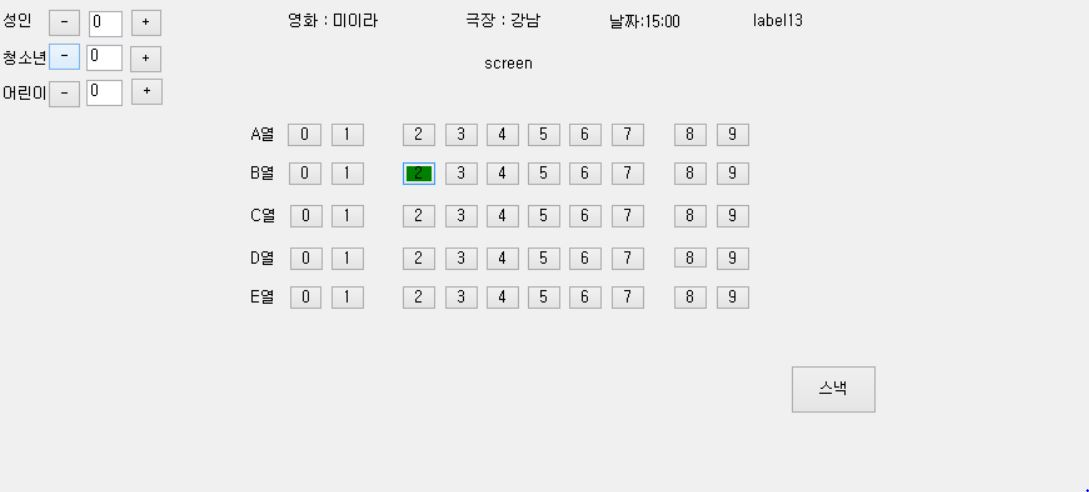 성인 - 0 + 영화 : 미이라 극장 : 강남 날짜:15:00 label13
청소년 - 0 + screen
어린이 - 0 +
A열 0 1 2 3 4 5 6 7 8 9
B열 0 1 2 3 4 5 6 7 8 9
C열 0 1 2 3 4 5 6 7 8 9
D열 0 1 2 3 4 5 6 7 8 9
E열 0 1 2 3 4 5 6 7 8 9
스낵